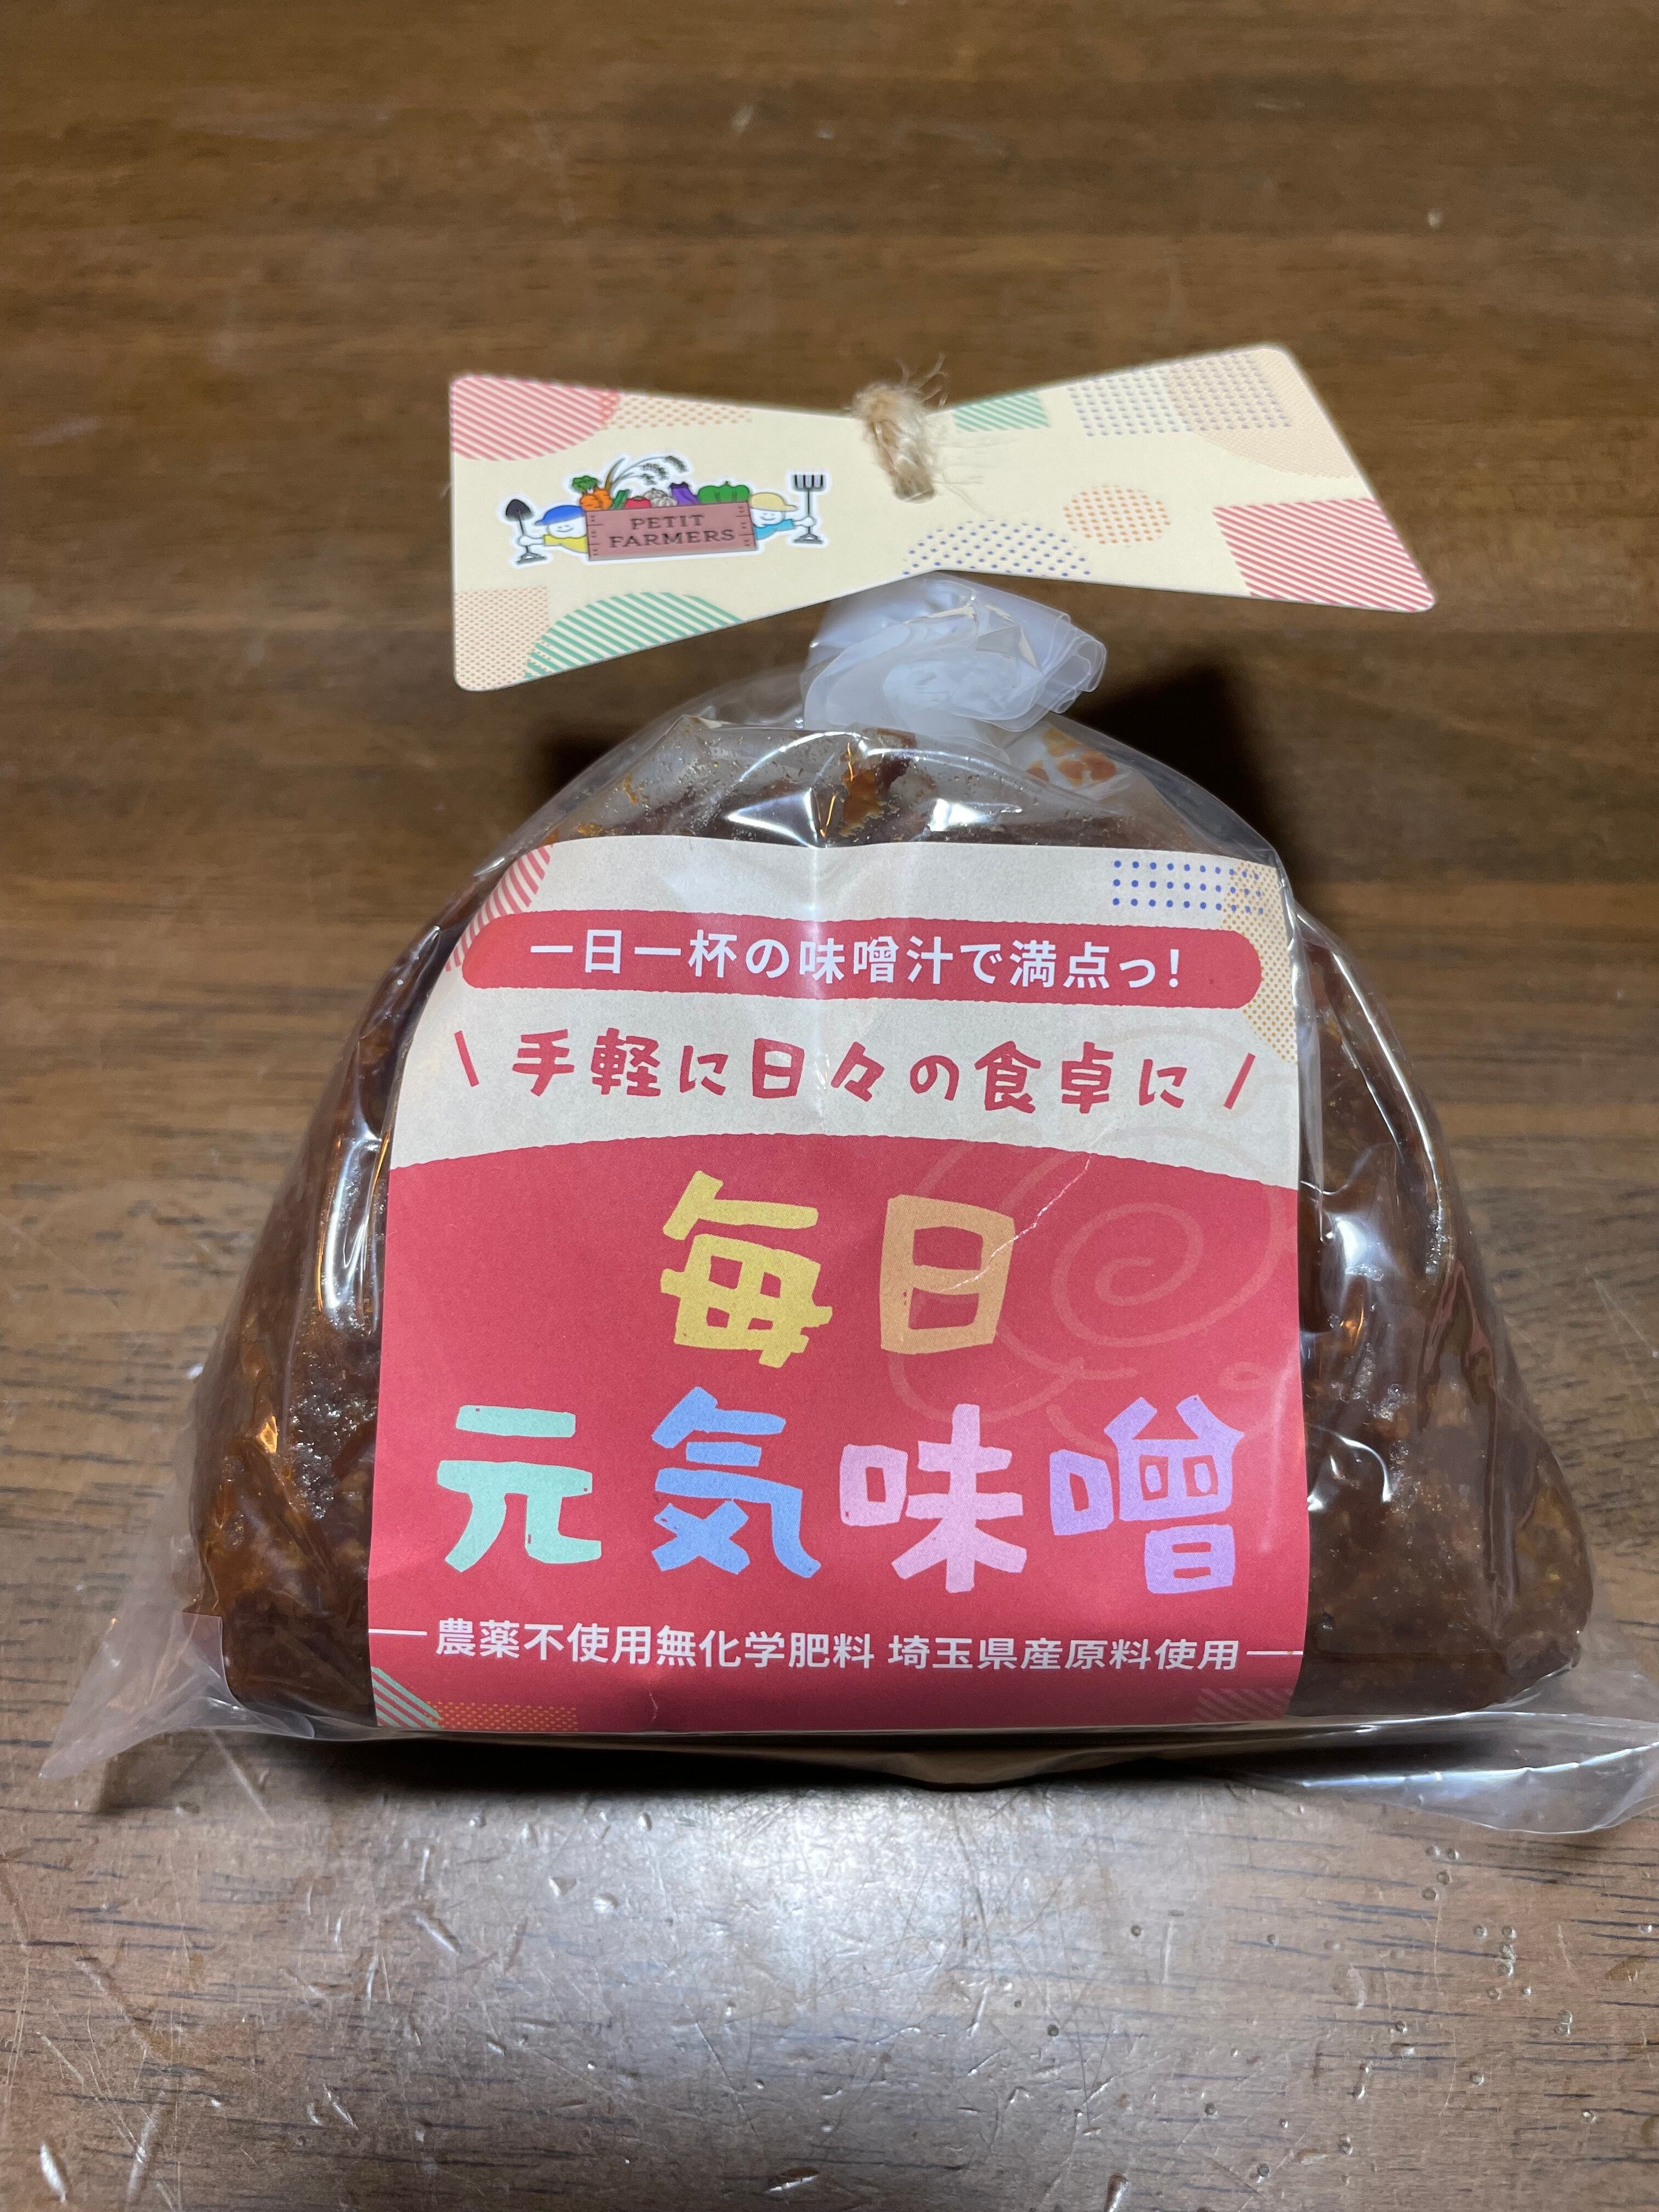 PETIT
FARMERS
一日一杯の味噌汁で満点っ!
\ 手軽に日々の食卓に /
毎日
元気味噌
農薬不使用無化学肥料 埼玉県産原料使用